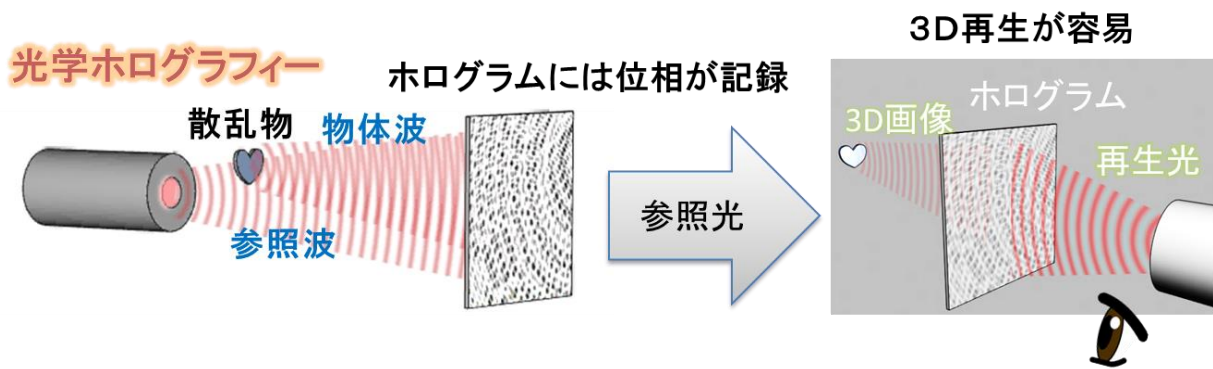 光学ホログラフィー
散乱物
物体波
参照波
ホログラムには位相が記録
参照光
3D再生が容易
ホログラム
3D画像
再生光